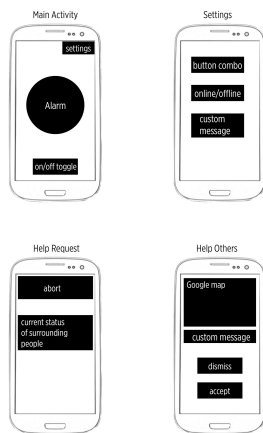 Main Activity
settings
Alarm
on/off toggle
Settings
button combo
online/offline
custom
message
Help Request
abort
current status
of surrounding
people
Help Others
Google map
custom message
dismiss
accept